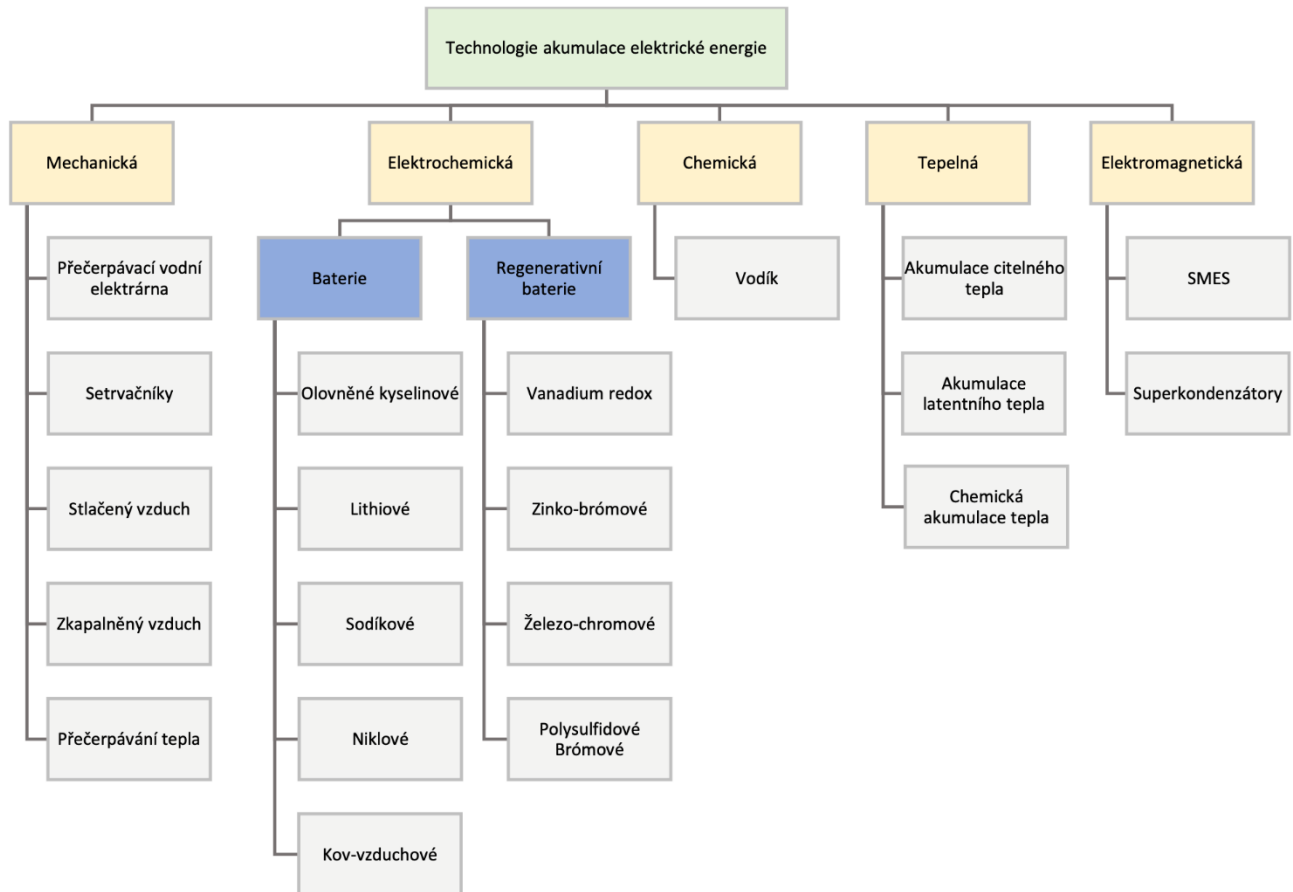 Technologie akumulace elektrické energie
Mechanická
Elektrochemická
Chemická
Tepelná
Elektromagnetická
Přečerpávací vodní
elektrárna
Setrvačníky
Stlačený vzduch
Zkapalněný vzduch
Přečerpávání tepla
Baterie
Olovněné kyselinové
Lithiové
Sodíkové
Niklové
Kov-vzduchové
Regenerativní
baterie
Vanadium redox
Zinko-brómové
Železo-chromové
Polysulfidové
Brómové
Vodík
Akumulace citelného
tepla
Akumulace
latentního tepla
Chemická
akumulace tepla
SMES
Superkondenzátory